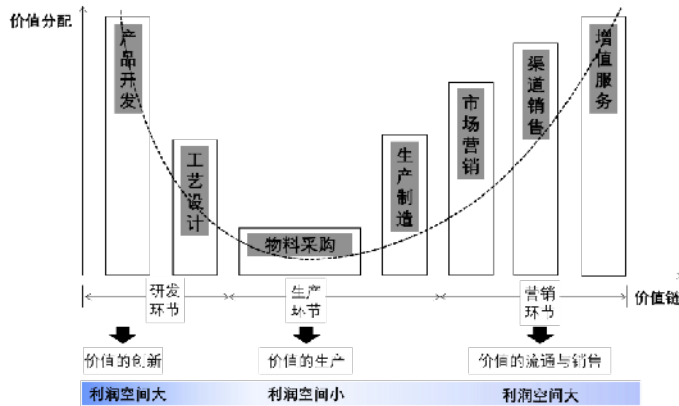 价值分配
产品开发
工艺设计
物料采购
生产制造
市场营销
渠道销售
增值服务
研发
环节
生产
环节
营销
环节
价值链
价值的创新
价值的生产
价值的流通与销售
利润空间大
利润空间小
利润空间大